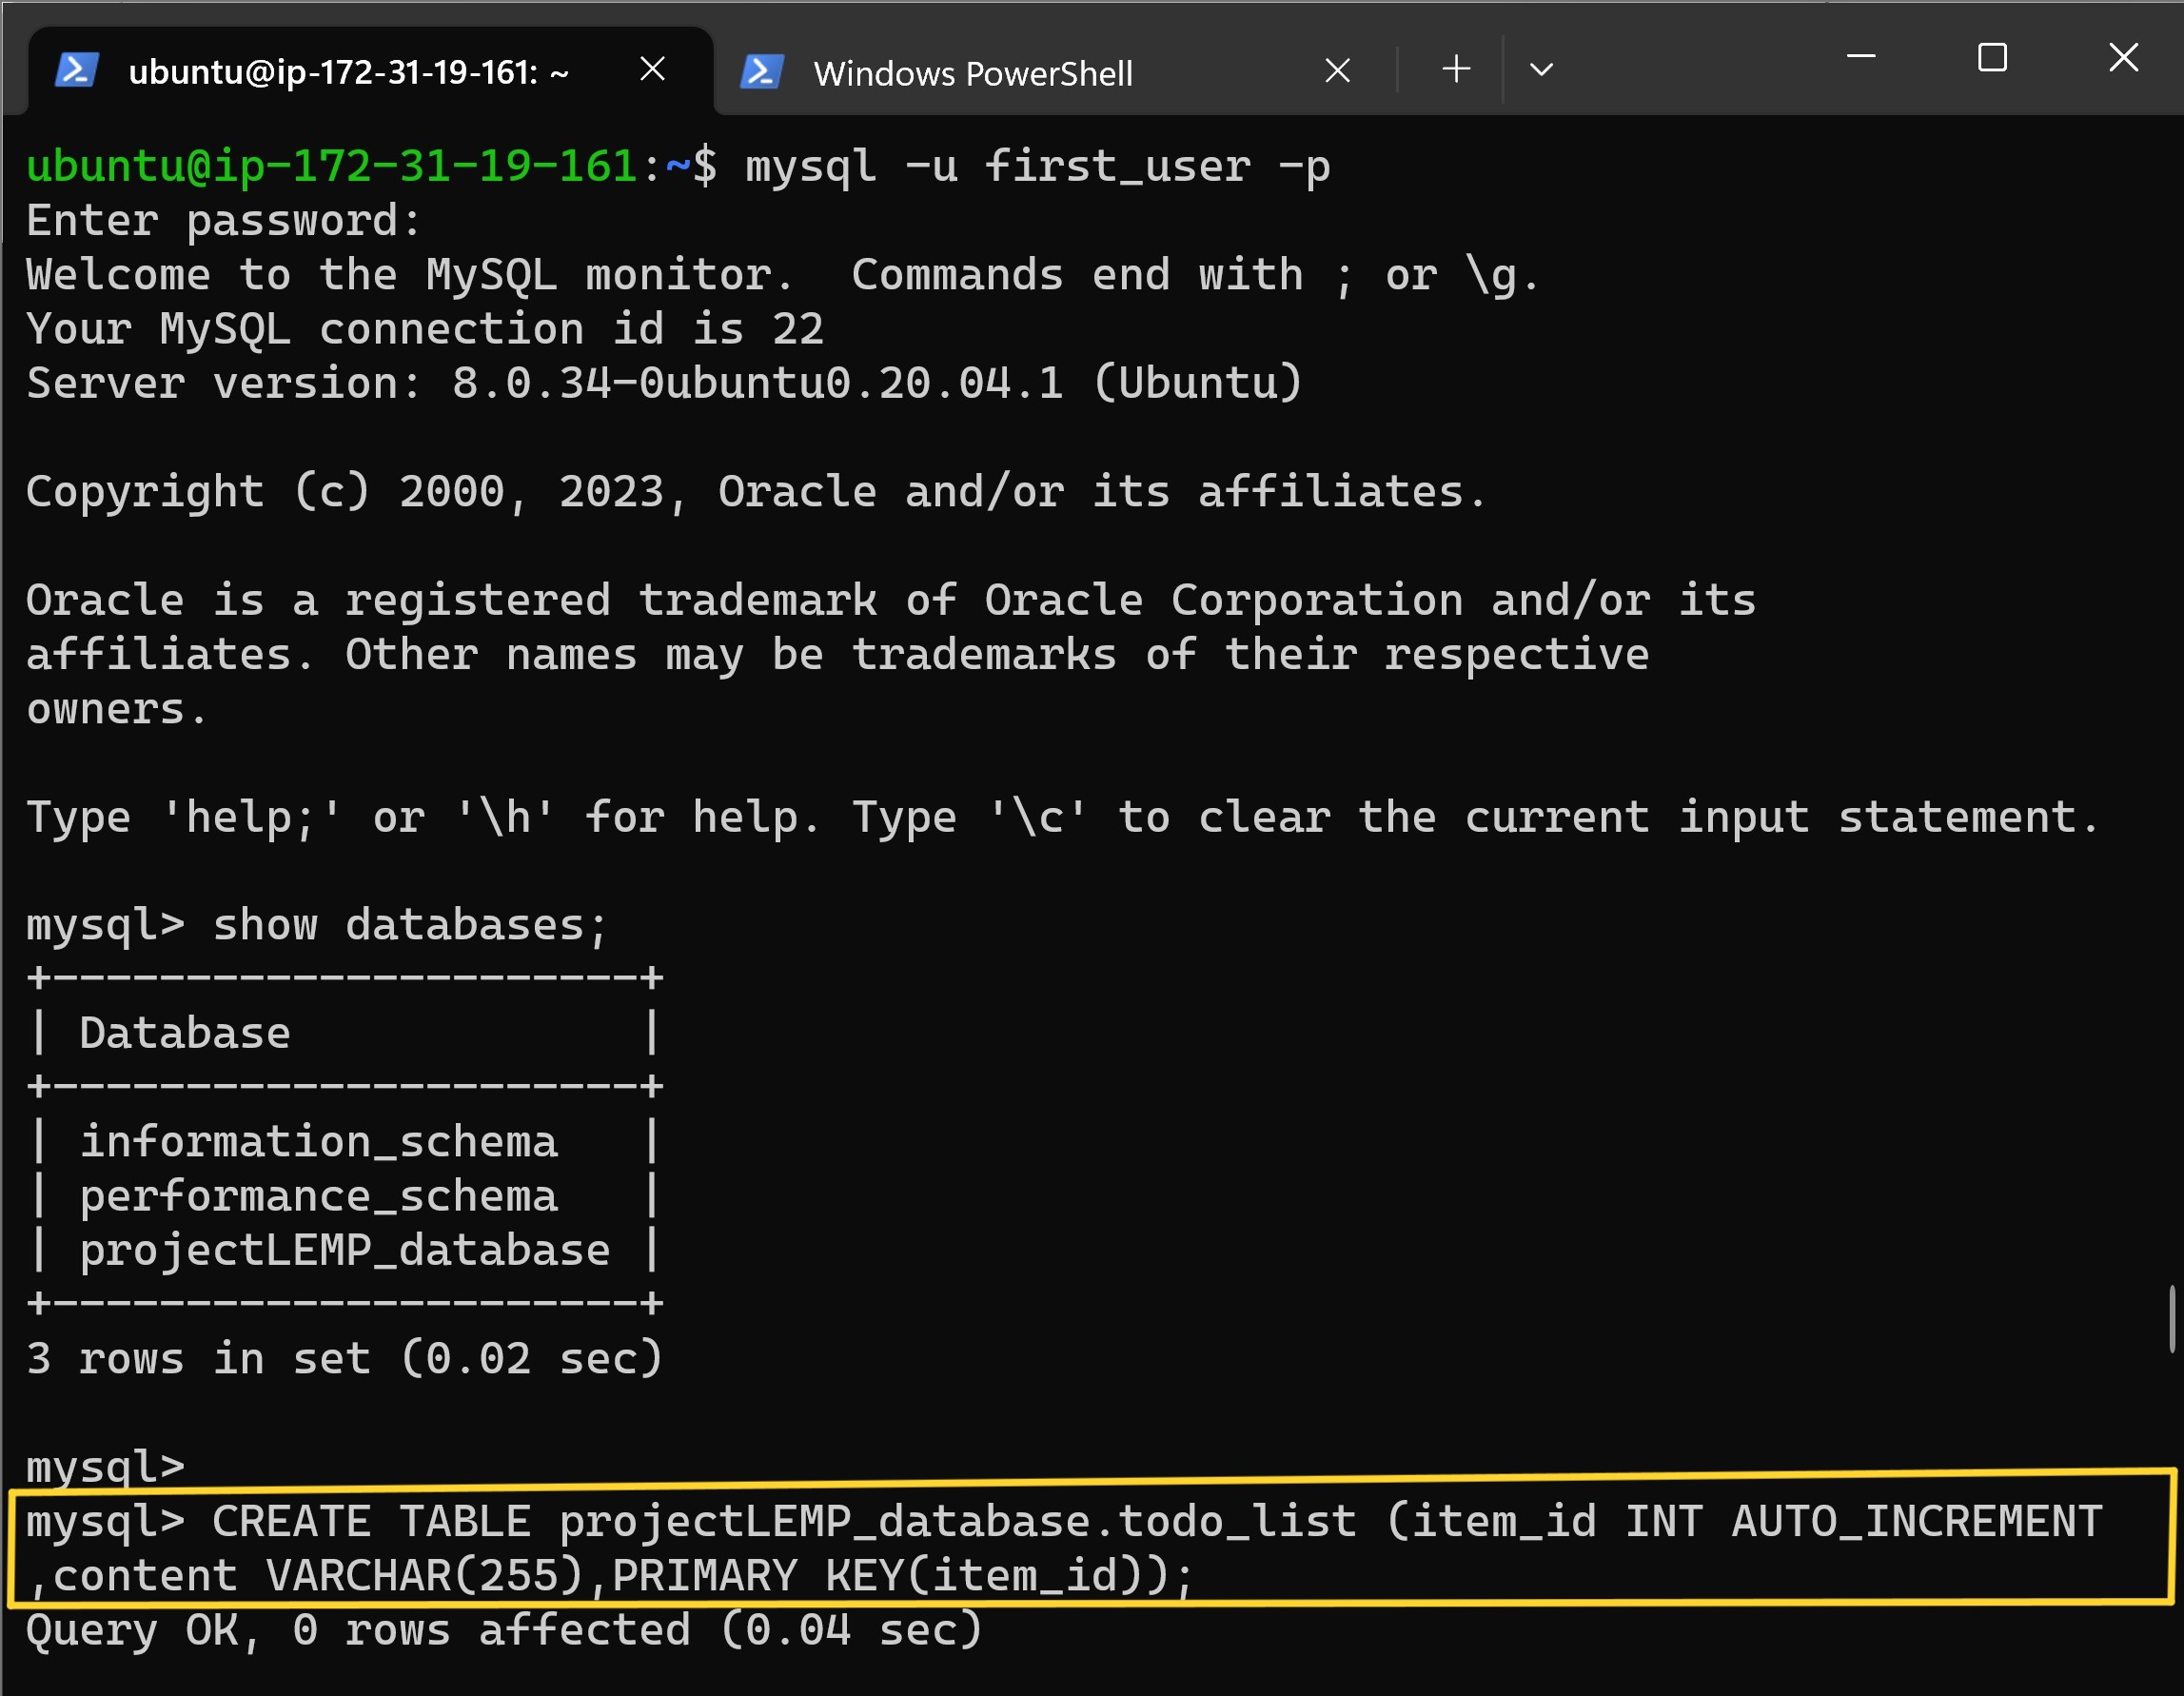 ubuntu@ip-172-31-19-161: ~
Windows PowerShell
ubuntu@ip-172-31-19-161:~$ mysql -u first_user -p
Enter password:
Welcome to the MySQL monitor.  Commands end with ; or \g.
Your MySQL connection id is 22
Server version: 8.0.34-0ubuntu0.20.04.1 (Ubuntu)
Copyright (c) 2000, 2023, Oracle and/or its affiliates.
Oracle is a registered trademark of Oracle Corporation and/or its
affiliates. Other names may be trademarks of their respective
owners.
Type 'help;' or '\h' for help. Type '\c' to clear the current input statement.
mysql> show databases;
+----------------------+
| Database             |
+----------------------+
| information_schema   |
| performance_schema   |
| projectLEMP_database |
+----------------------+
3 rows in set (0.02 sec)
mysql>
mysql> CREATE TABLE projectLEMP_database.todo_list (item_id INT AUTO_INCREMENT
,content VARCHAR(255),PRIMARY KEY(item_id));
Query OK, 0 rows affected (0.04 sec)